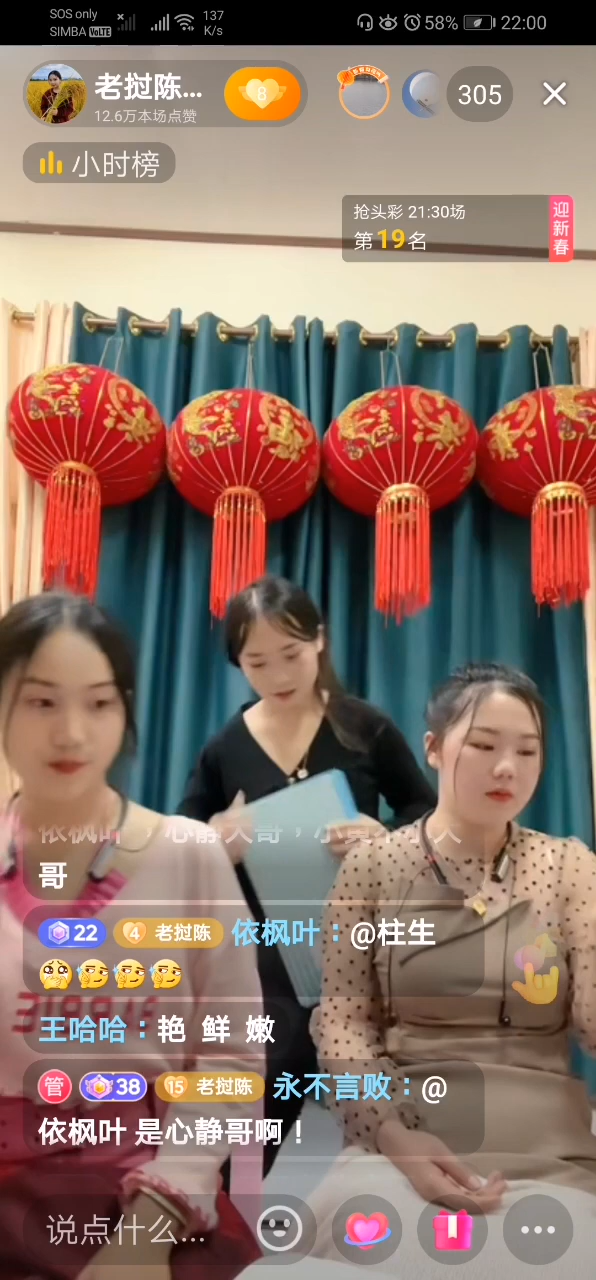 SOS only
137
SIMBA VoLTE
K/s
58%
22:00
老挝陈...
12.6万本场点赞
8
305
小时榜
抢头彩 21:30场
第19名
迎新春
哥
22 4 老挝陈 依枫叶：@柱生
王哈哈：艳 鲜 嫩
管 38 15 老挝陈 永不言败：@
依枫叶 是心静哥啊！
说点什么...